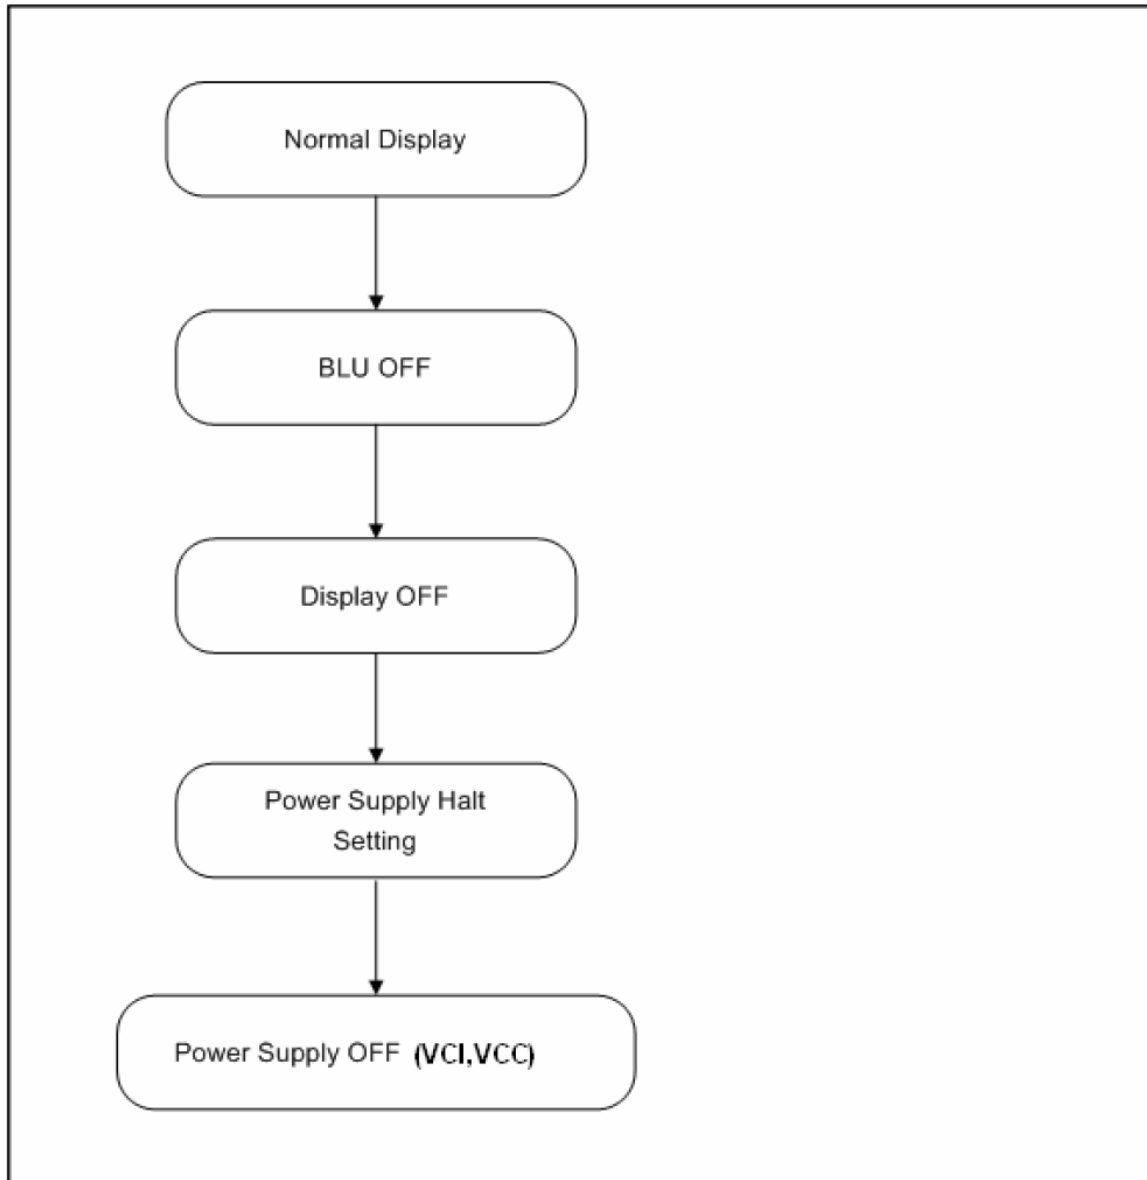 Normal Display
BLU OFF
Display OFF
Power Supply Halt
Setting
Power Supply OFF (VCI,VCC)